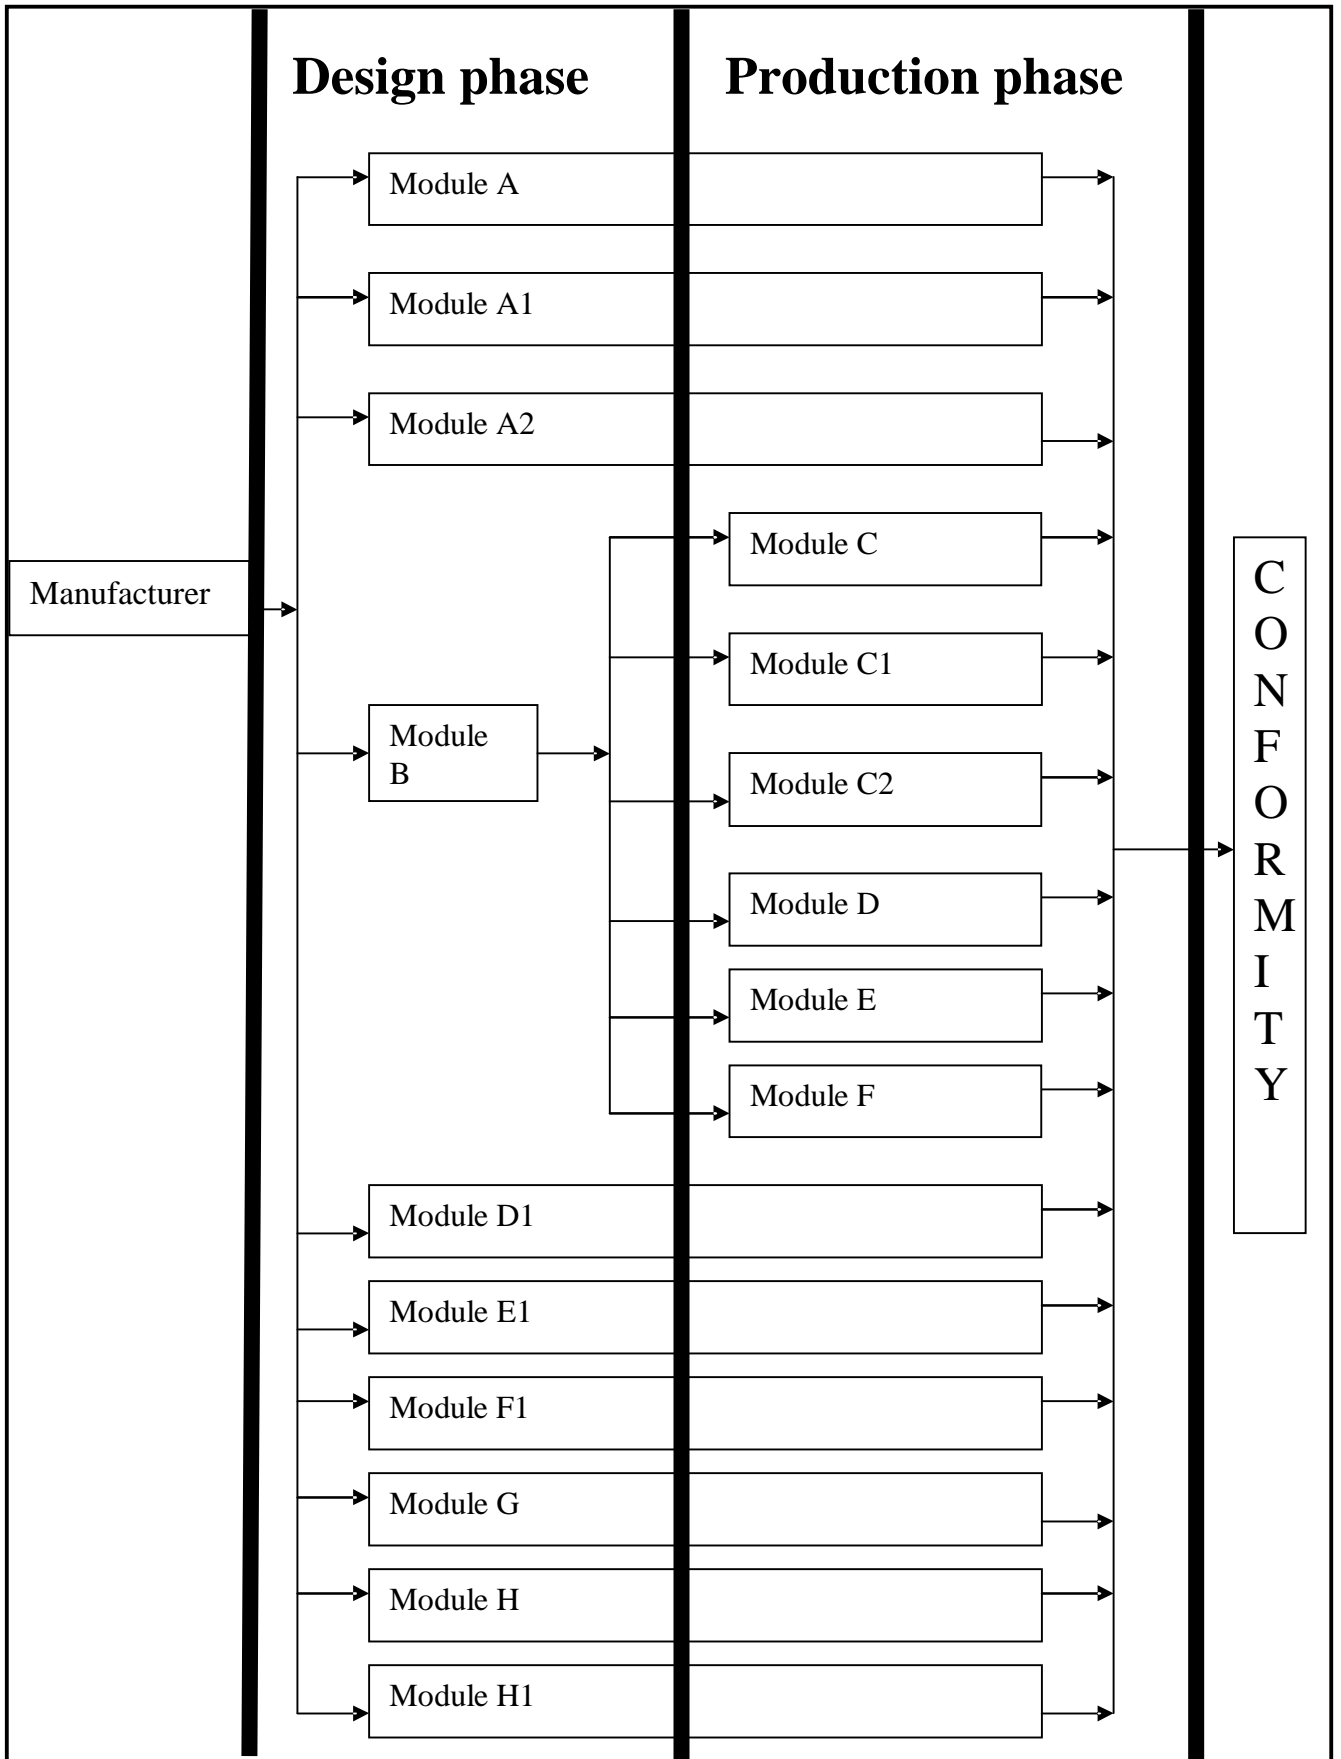 Design phase
Production phase
Module A
Module A1
Module A2
Manufacturer
Module
B
Module C
Module C1
Module C2
Module D
Module E
Module F
Module D1
Module E1
Module F1
Module G
Module H
Module H1
C
O
N
F
O
R
M
I
T
Y